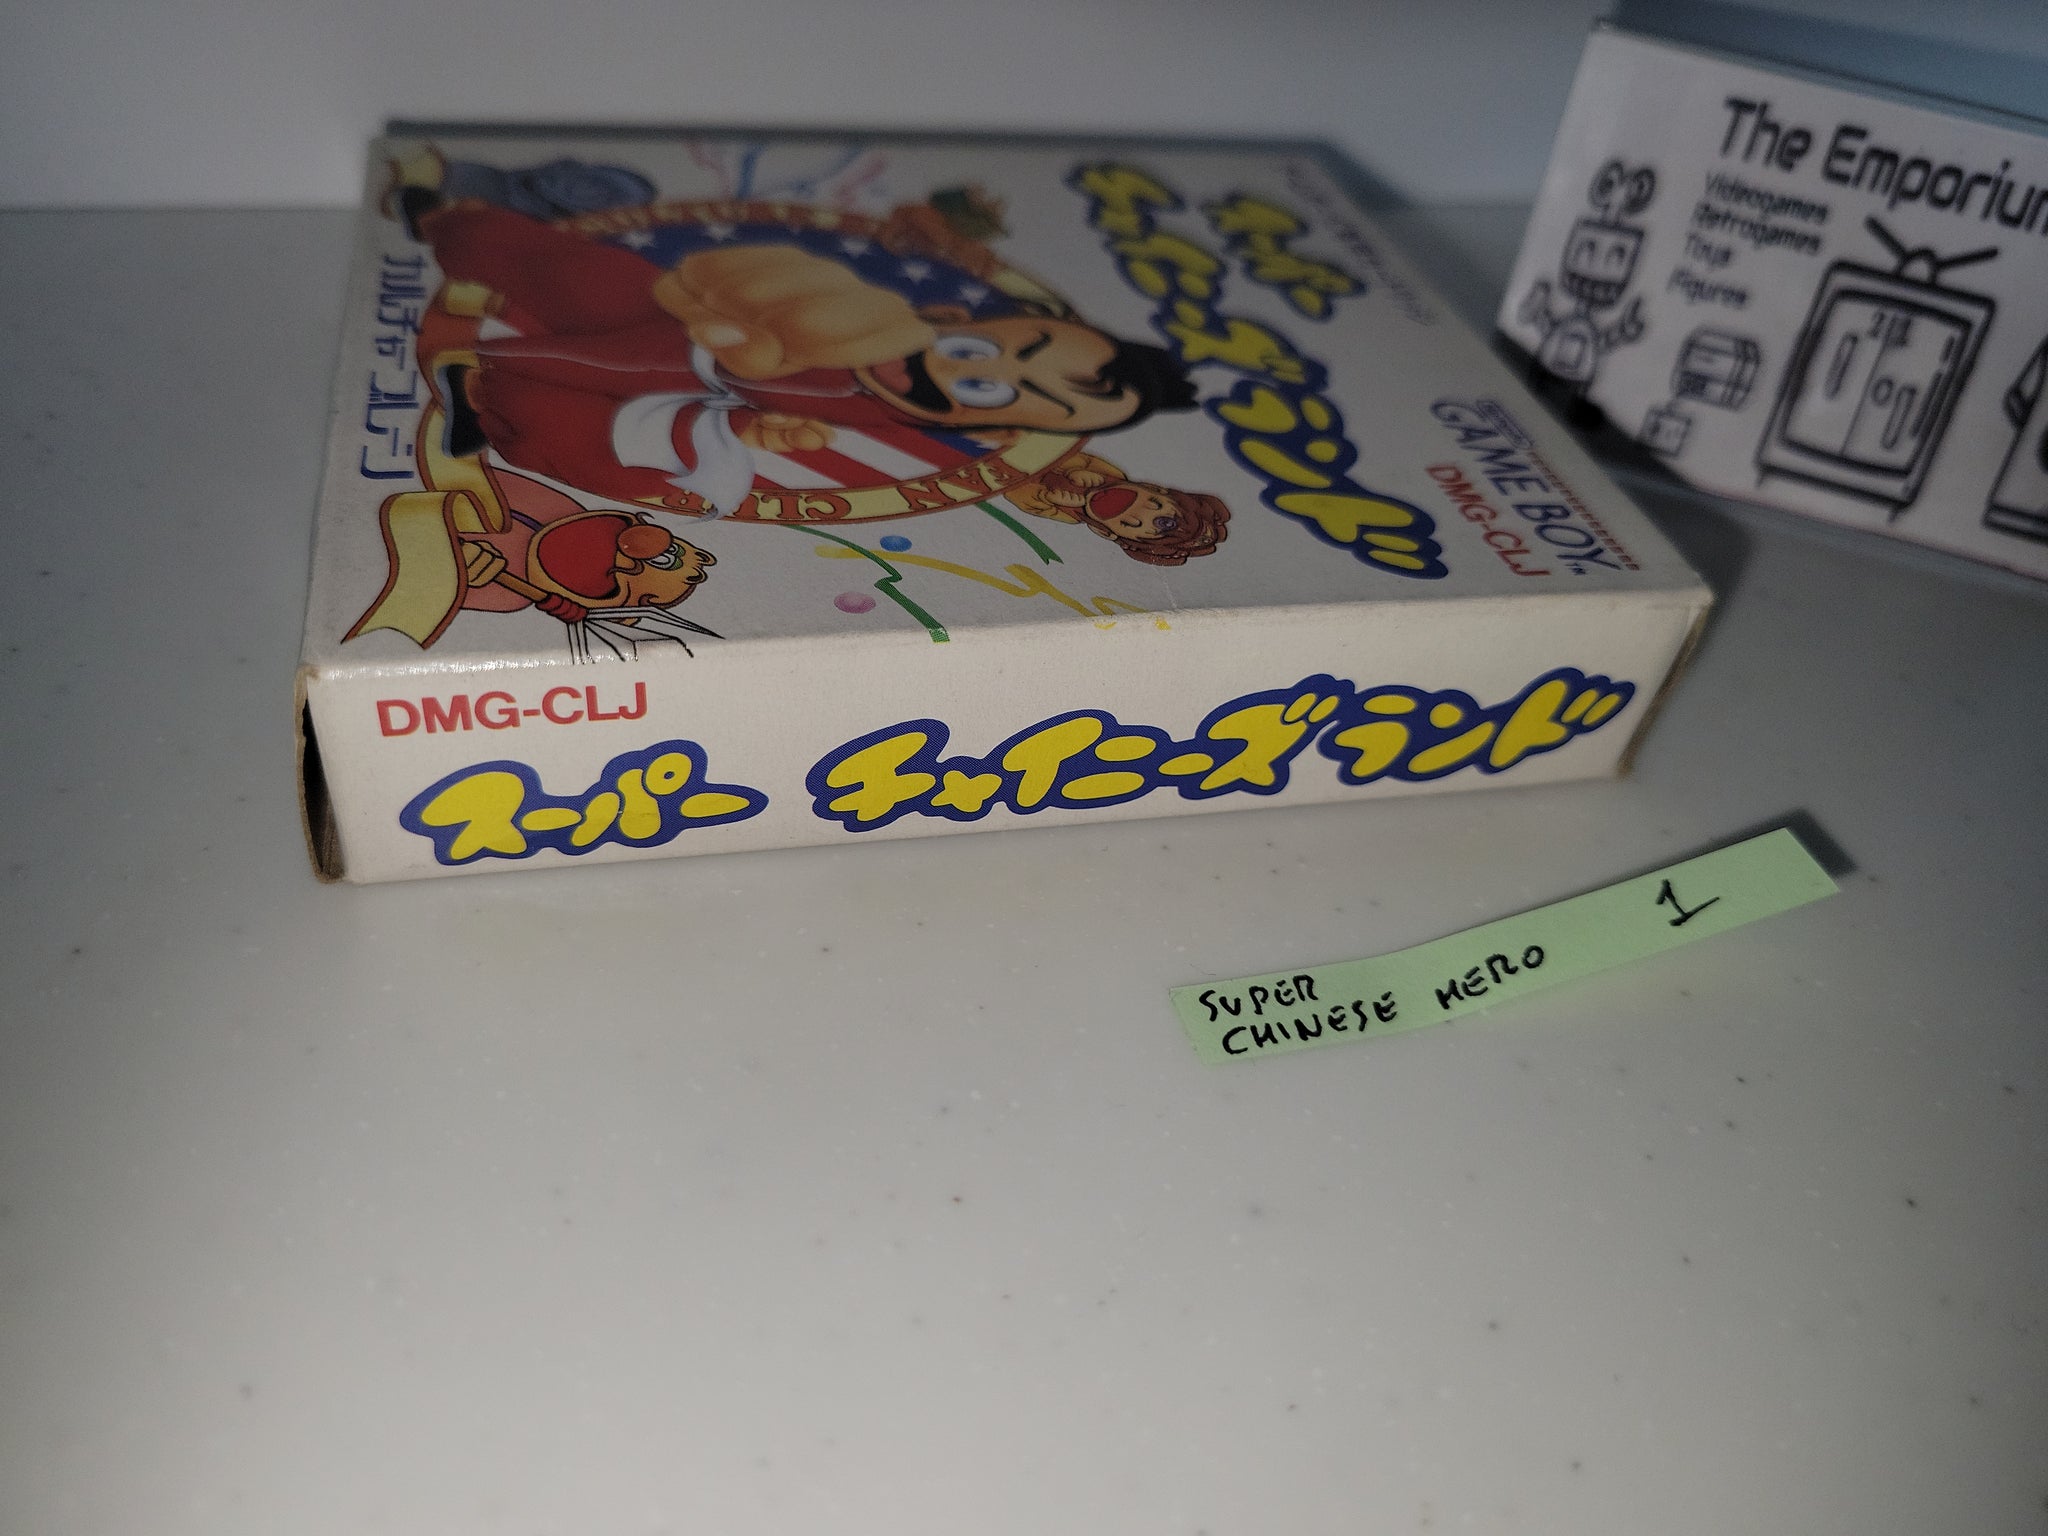 The Emporium
Videogames
Retrogames
Toys
Figures
スーパー
チャイニーズランド
Nintendo
GAME BOY™
DMG-CLJ
カルチャーブレーン
FAN CLUB
DMG-CLJ
スーパー チャイニーズランド
SUPER
CHINESE HERO 1